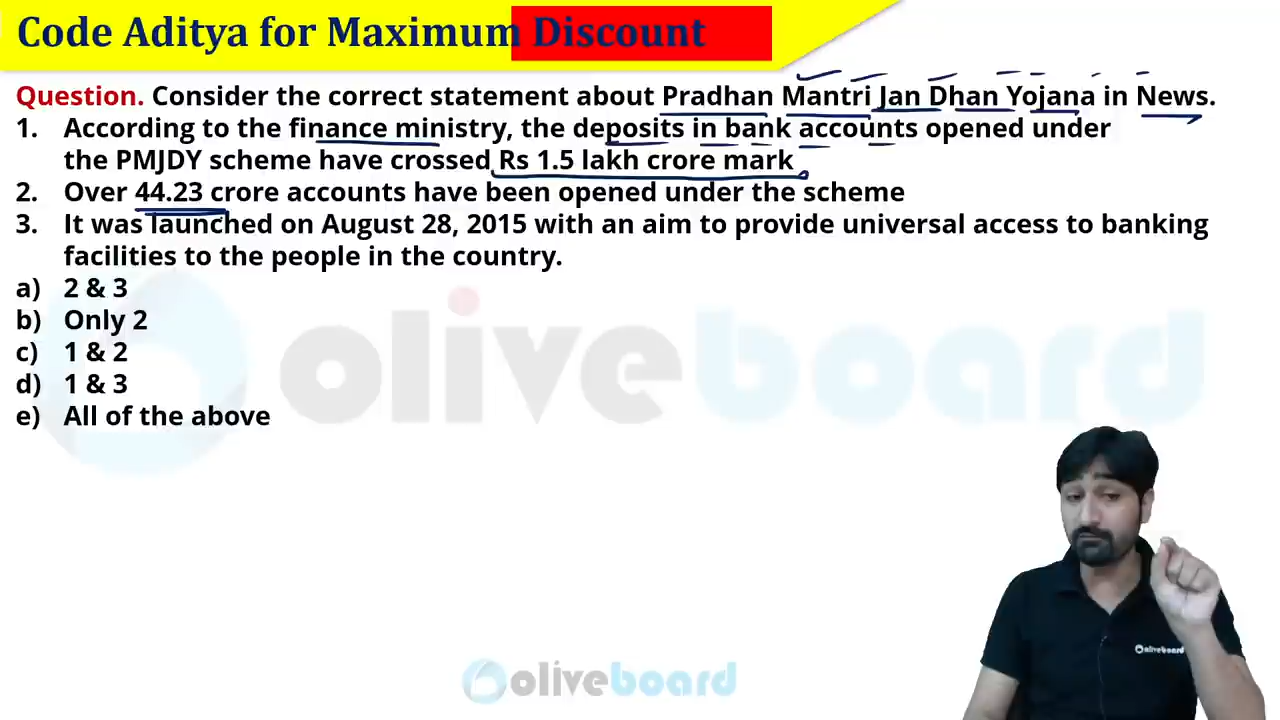 Code Aditya for Maximum Discount
Question. Consider the correct statement about Pradhan Mantri Jan Dhan Yojana in News.
1. According to the finance ministry, the deposits in bank accounts opened under
the PMJDY scheme have crossed Rs 1.5 lakh crore mark
2. Over 44.23 crore accounts have been opened under the scheme
3. It was launched on August 28, 2015 with an aim to provide universal access to banking
facilities to the people in the country.
a) 2 & 3
b) Only 2
c) 1 & 2
d) 1 & 3
e) All of the above
oliveboard
oliveboard
oliveboard